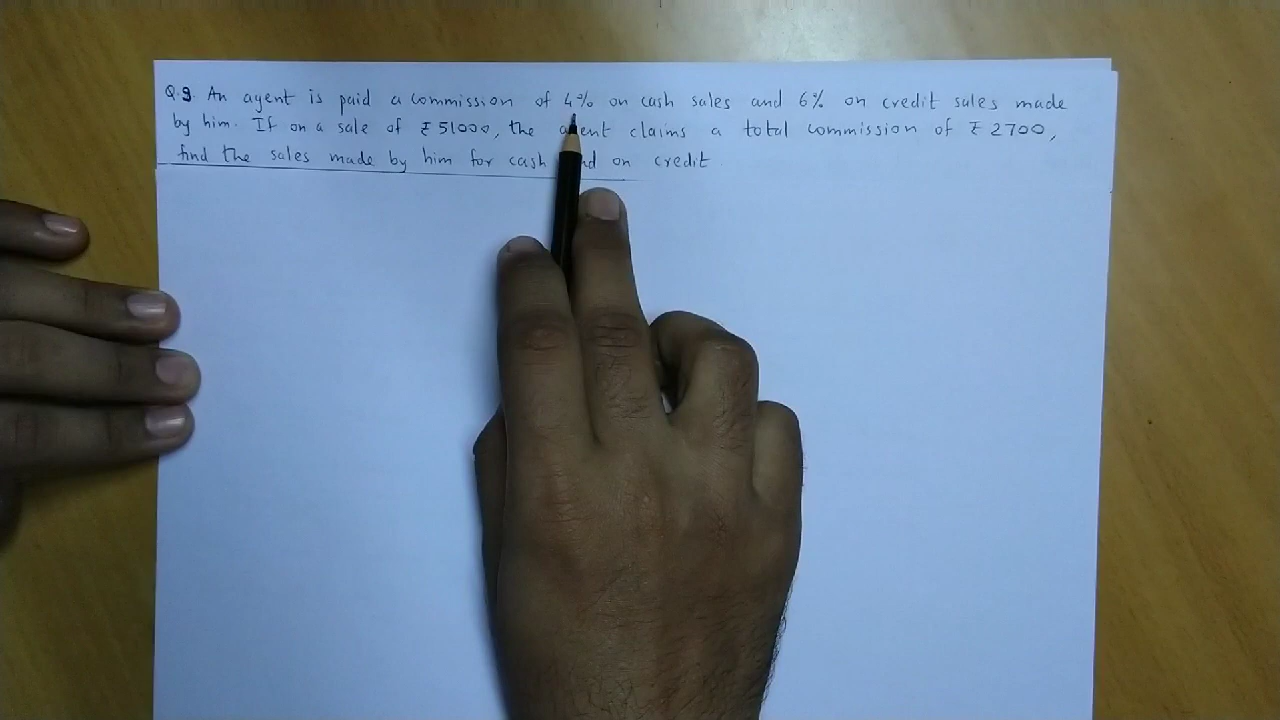 Q.9 An agent is paid a commission of 4% on cash sales and 6% on credit sales made
by him. If on a sale of ₹ 51000, the agent claims a total commission of ₹ 2700,
find the sales made by him for cash and on credit